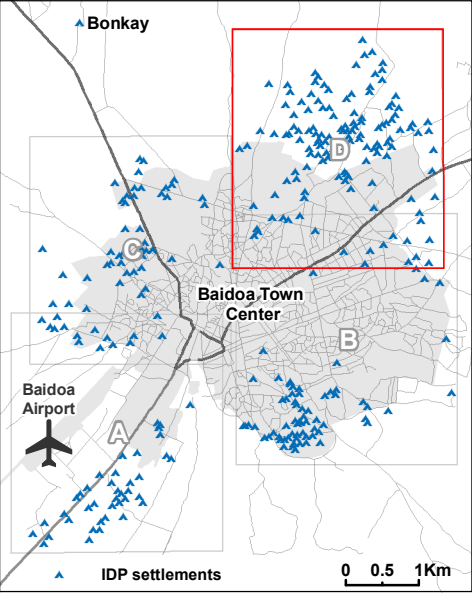 Bonkay
D
C
Baidoa Town
Center
B
Baidoa
Airport
A
IDP settlements
0 0.5 1Km